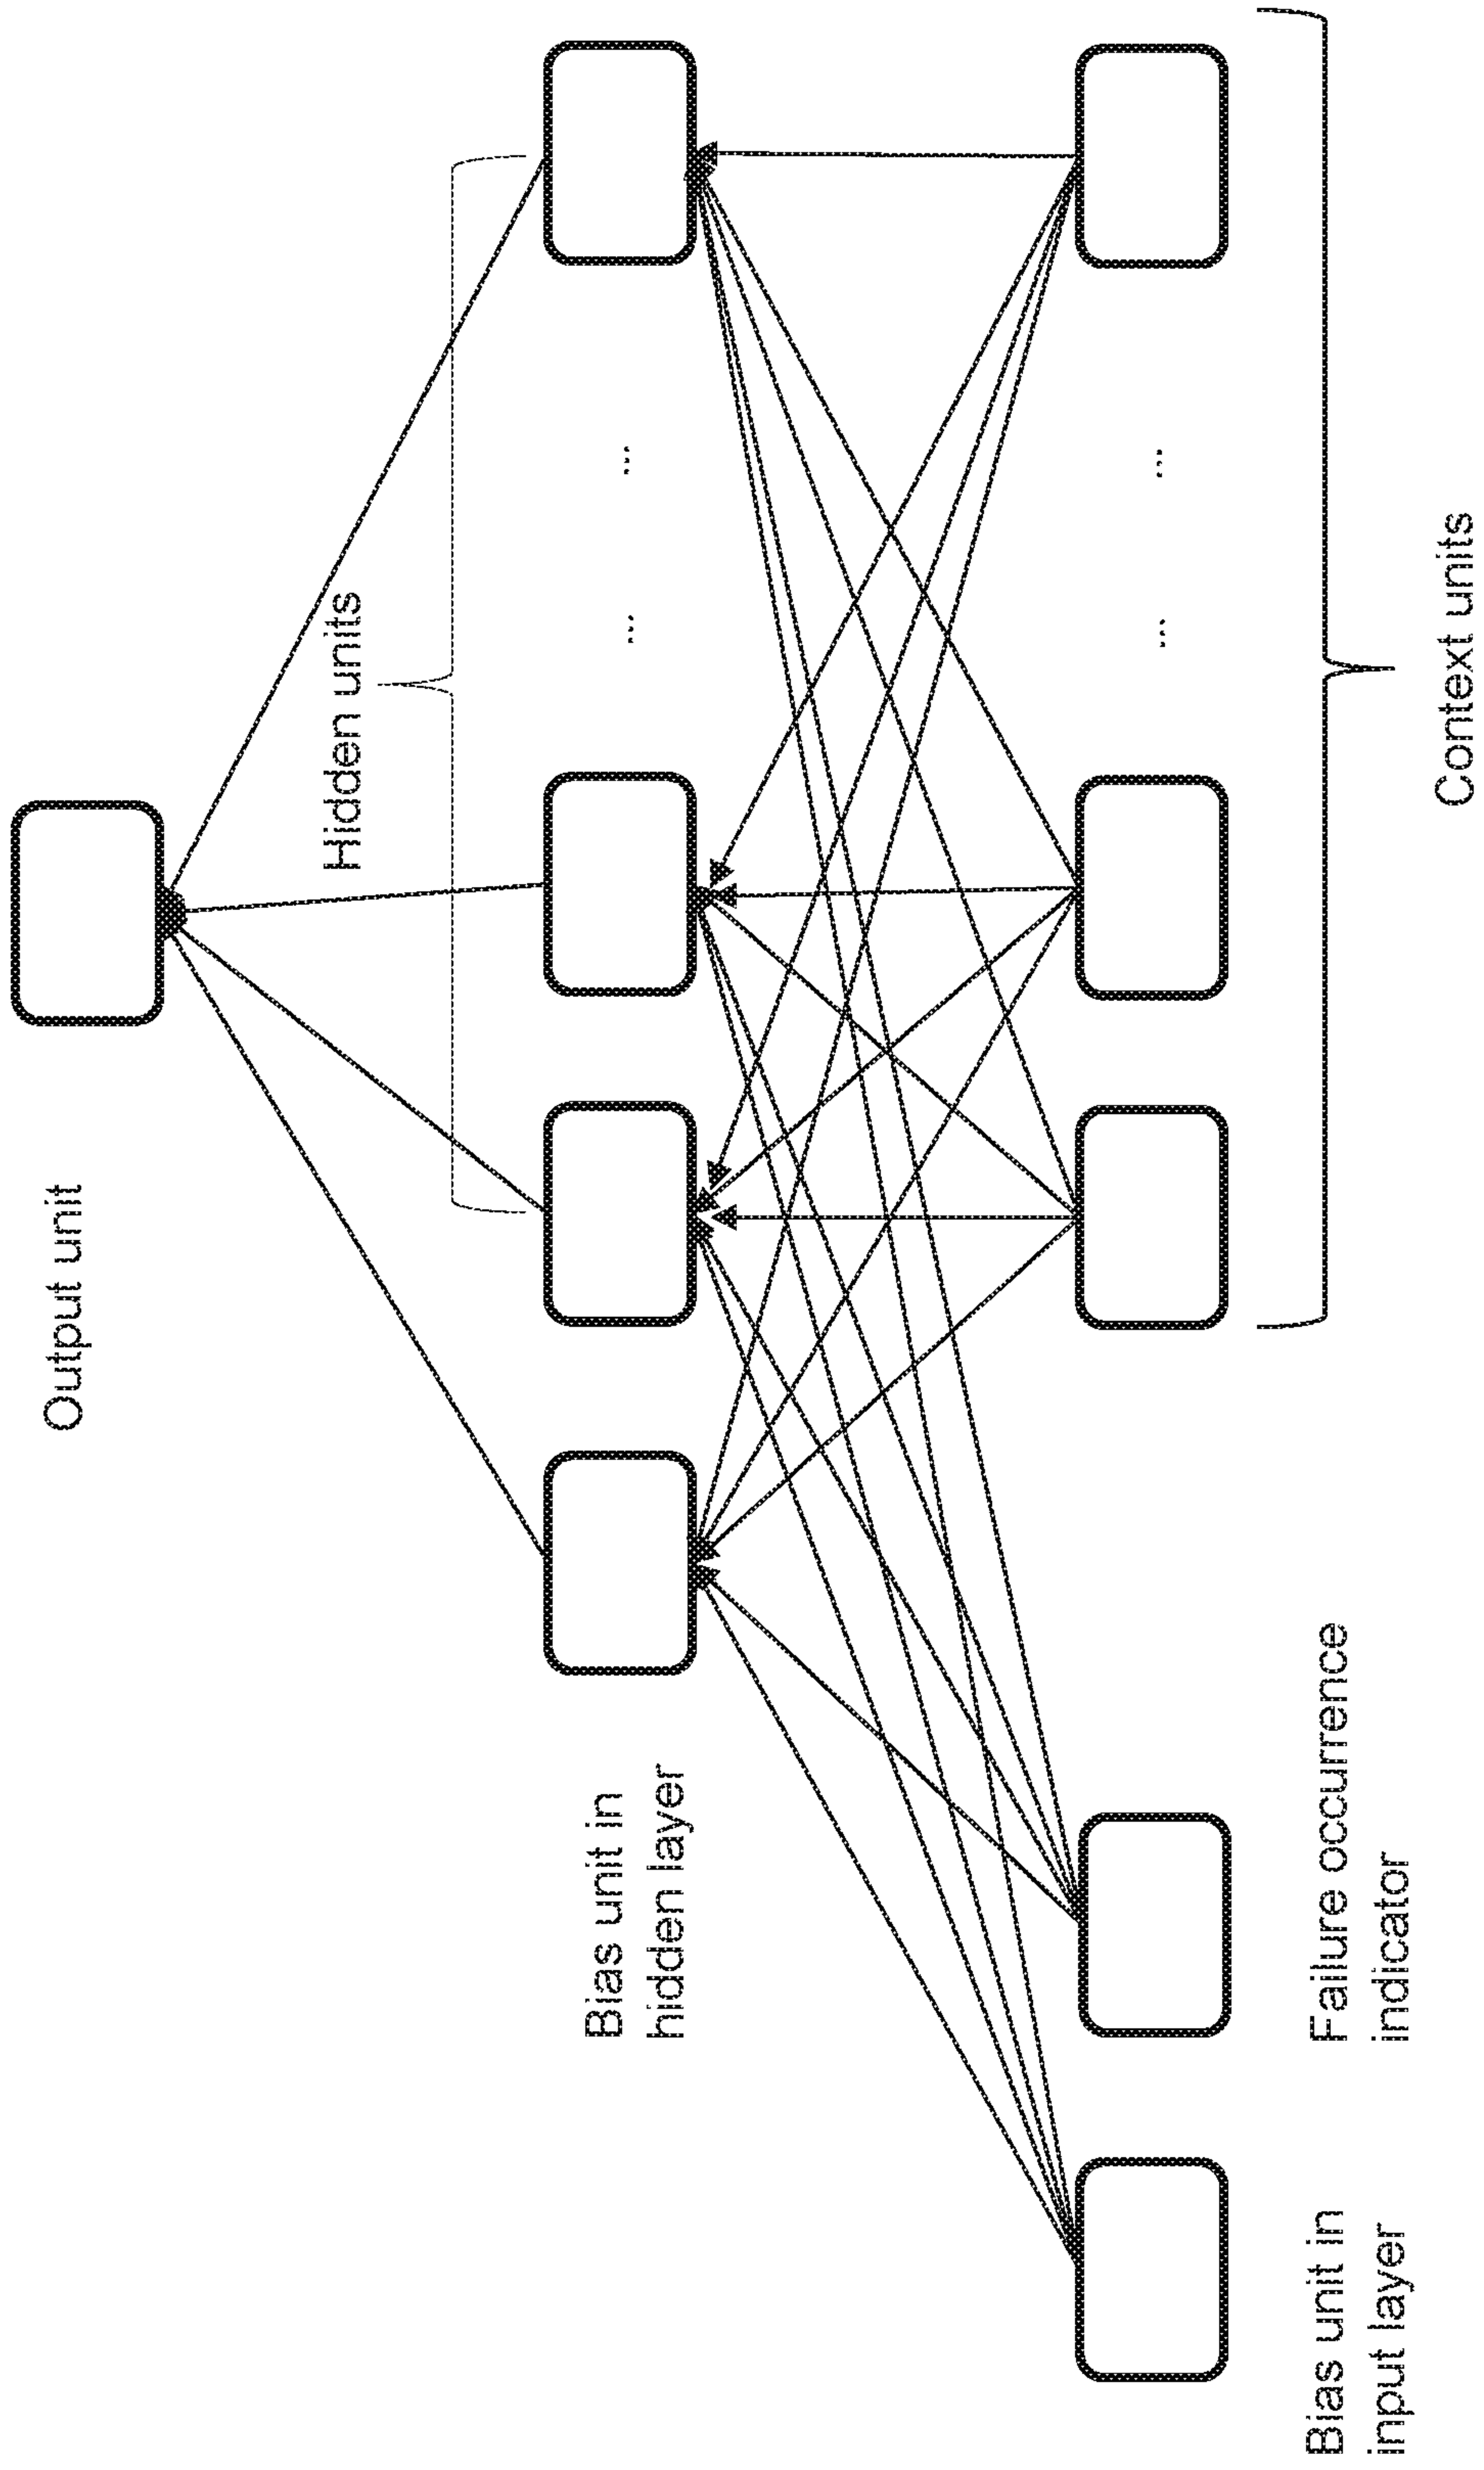 Output unit
Hidden units
Bias unit in
hidden layer
...
...
...
...
Bias unit in
input layer
Failure occurrence
indicator
Context units